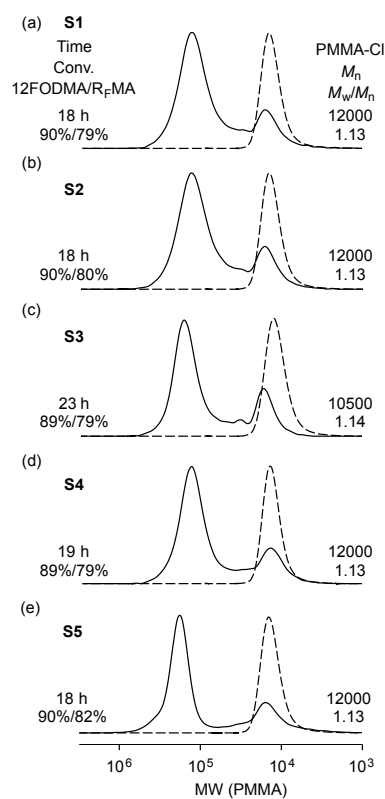 (a) S1
Time
Conv.
12FODMA/RFMA
18 h
90%/79%
PMMA-Cl
Mn
Mw/Mn
12000
1.13
(b)
S2
18 h
90%/80%
12000
1.13
(c)
S3
23 h
89%/79%
10500
1.14
(d)
S4
19 h
89%/79%
12000
1.13
(e)
S5
18 h
90%/82%
12000
1.13
10⁶ 10⁵ 10⁴ 10³
MW (PMMA)